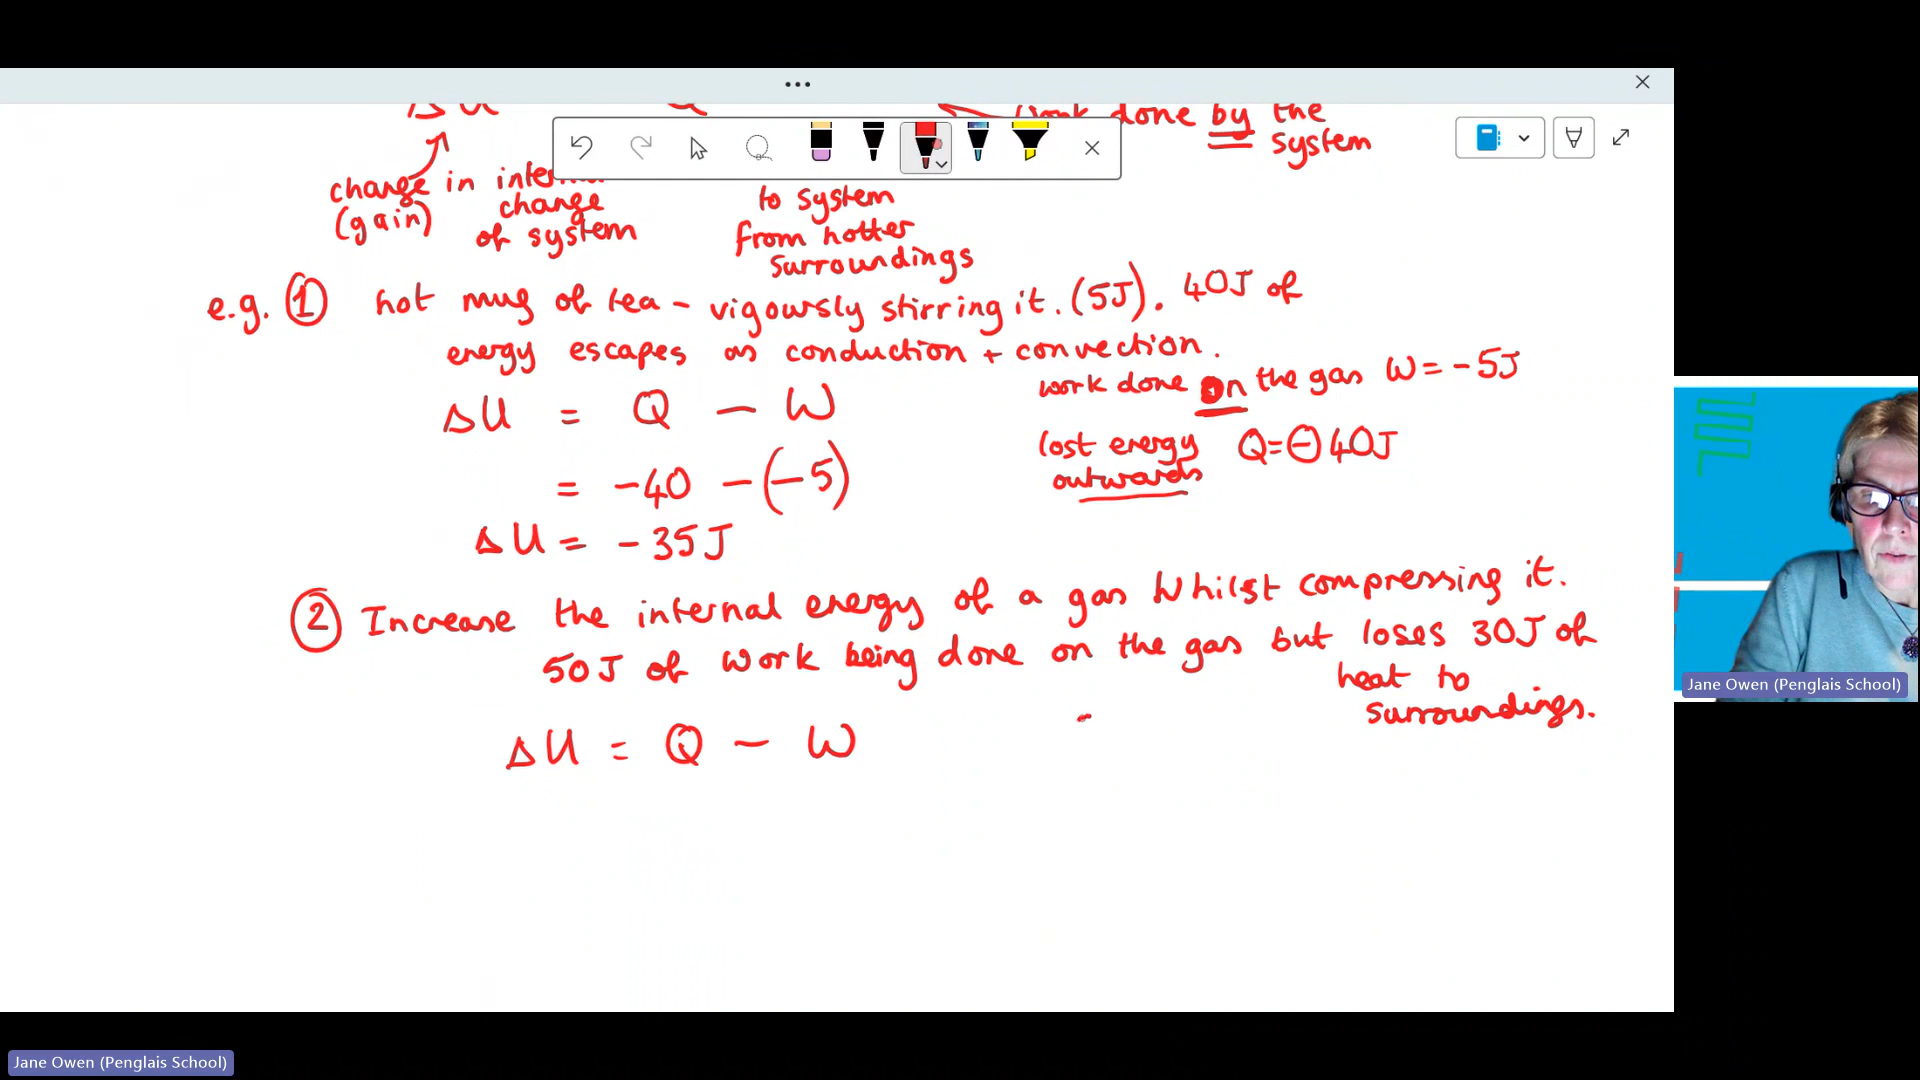 ...
ΔU Q work done by the
system
change in inter
(gain) change
of system
to system
from hotter
surroundings
e.g. ① hot mug of tea - vigoursly stirring it. (5J). 40J of
energy escapes as conduction + convection.
work done on the gas W = -5J
ΔU = Q - W
lost energy Q = ⊖40J
outwards
= -40 - (-5)
ΔU = -35J
② Increase the internal energy of a gas whilst compressing it.
50J of work being done on the gas but loses 30J of
heat to
surroundings.
ΔU = Q - W
Jane Owen (Penglais School)
Jane Owen (Penglais School)